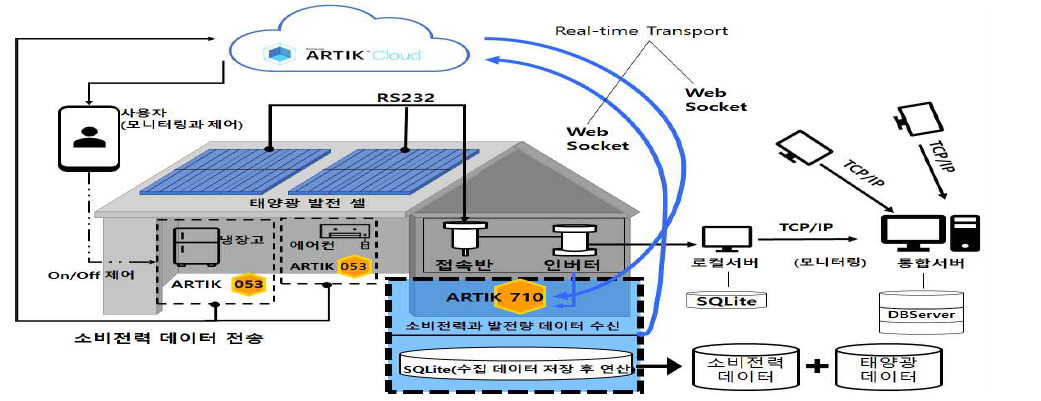 Real-time Transport
ARTIK Cloud
RS232
Web
Socket
Web
Socket
사용자
(모니터링과 제어)
TCP/IP
TCP/IP
태양광 발전 셀
냉장고
에어컨
ARTIK 053
ARTIK 053
On/Off 제어
접속반
인버터
TCP/IP
(모니터링)
로컬서버
통합서버
SQLite
DBServer
ARTIK 710
소비전력과 발전량 데이터 수신
소비전력 데이터 전송
SQLite(수집 데이터 저장 후 연산)
소비전력
데이터
+
태양광
데이터